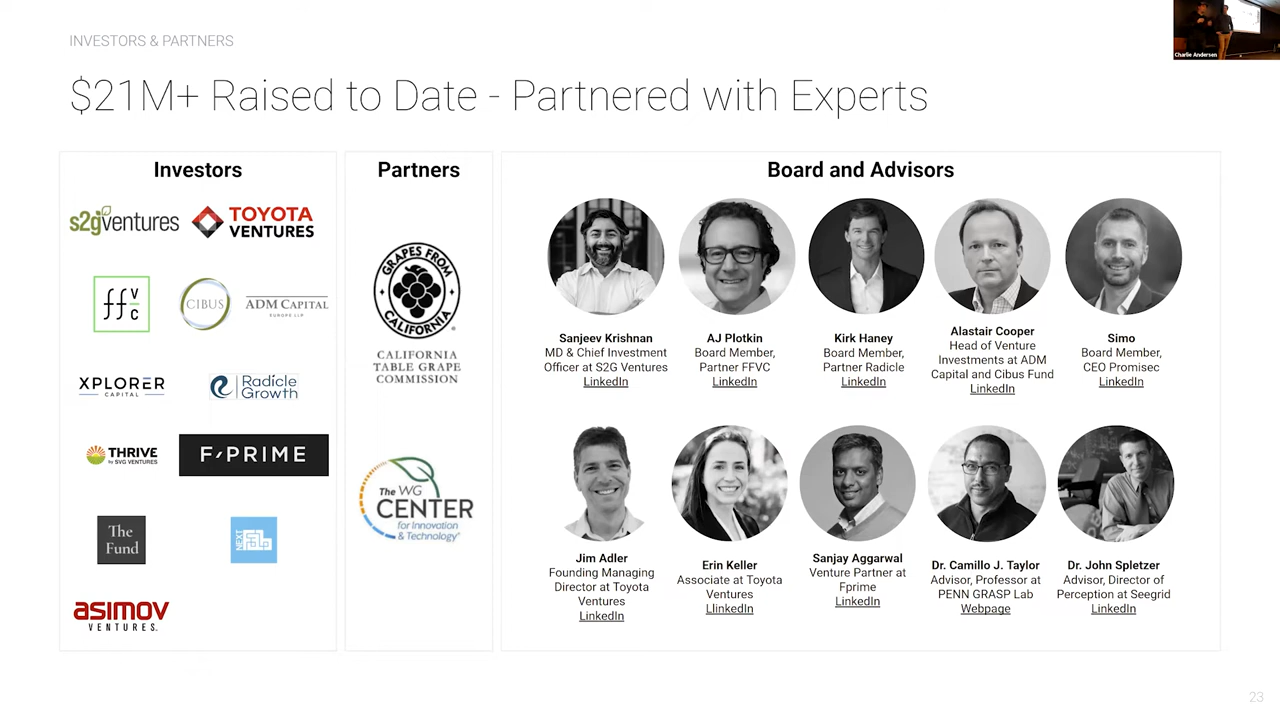 INVESTORS & PARTNERS
Charlie Andersen
$21M+ Raised to Date - Partnered with Experts
Investors
s2gventures
TOYOTA
VENTURES
ffvc
CIBUS
ADM CAPITAL
EUROPE LLP
XPLORER
CAPITAL
Radicle
Growth
THRIVE
by SVG VENTURES
F-PRIME
The
Fund
NEXT
asimov
VENTURES.
Partners
GRAPES FROM
CALIFORNIA
®
CALIFORNIA
TABLE GRAPE
COMMISSION
The WG
CENTER
for Innovation
& Technology®
Board and Advisors
Sanjeev Krishnan
MD & Chief Investment
Officer at S2G Ventures
LinkedIn
AJ Plotkin
Board Member,
Partner FFVC
LinkedIn
Kirk Haney
Board Member,
Partner Radicle
LinkedIn
Alastair Cooper
Head of Venture
Investments at ADM
Capital and Cibus Fund
LinkedIn
Simo
Board Member,
CEO Promisec
LinkedIn
Jim Adler
Founding Managing
Director at Toyota
Ventures
LinkedIn
Erin Keller
Associate at Toyota
Ventures
LlinkedIn
Sanjay Aggarwal
Venture Partner at
Fprime
LinkedIn
Dr. Camillo J. Taylor
Advisor, Professor at
PENN GRASP Lab
Webpage
Dr. John Spletzer
Advisor, Director of
Perception at Seegrid
LinkedIn
23